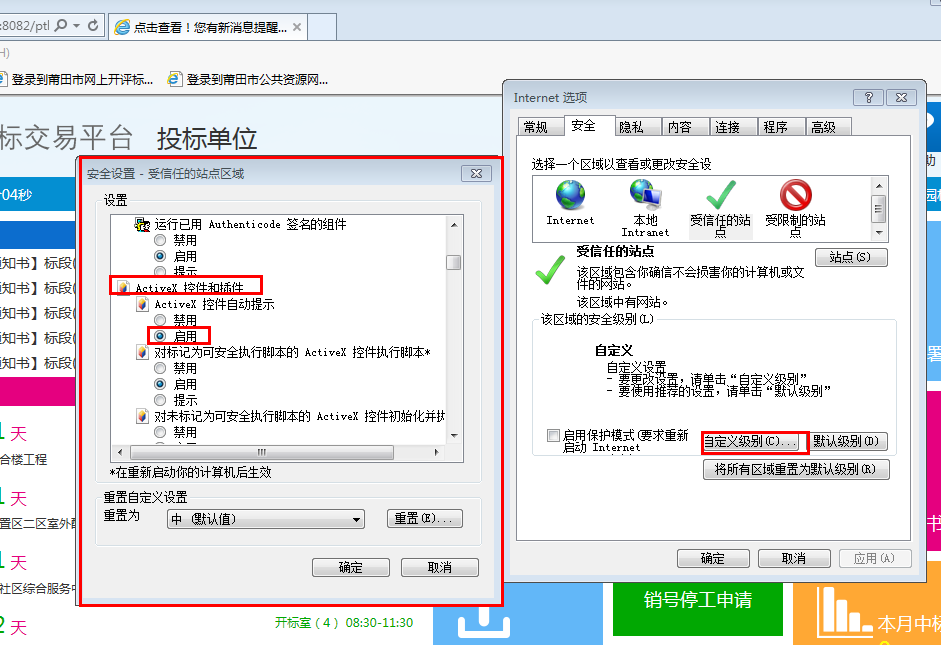 :8082/ptl
点击查看！您有新消息提醒...
H)
登录到莆田市网上开评标...
登录到莆田市公共资源网...
标交易平台
投标单位
04秒
通知书】标段(
通知书】标段(
通知书】标段(
通知书】标段(
1 天
合楼工程
1 天
置区二区室外配
1 天
社区综合服务中
2 天
安全设置 - 受信任的站点区域
设置
运行已用 Authenticode 签名的组件
禁用
启用
提示
ActiveX 控件和插件
ActiveX 控件自动提示
禁用
启用
对标记为可安全执行脚本的 ActiveX 控件执行脚本*
禁用
启用
提示
对未标记为可安全执行脚本的 ActiveX 控件初始化并执
禁用
*在重新启动你的计算机后生效
重置自定义设置
重置为
中 (默认值)
重置(E)...
确定
取消
Internet 选项
常规
安全
隐私
内容
连接
程序
高级
选择一个区域以查看或更改安全设
Internet
本地
Intranet
受信任的站
点
受限制的站
点
受信任的站点
站点(S)
该区域包含你确信不会损害你的计算机或文
件的网站。
该区域中有网站。
该区域的安全级别(L)
自定义
自定义设置
- 要更改设置，请单击“自定义级别”
- 要使用推荐的设置，请单击“默认级别”
启用保护模式(要求重新
启动 Internet
自定义级别(C)...
默认级别(D)
将所有区域重置为默认级别(R)
确定
取消
应用(A)
助
署
书
开标室（4）08:30-11:30
销号停工申请
本月中标